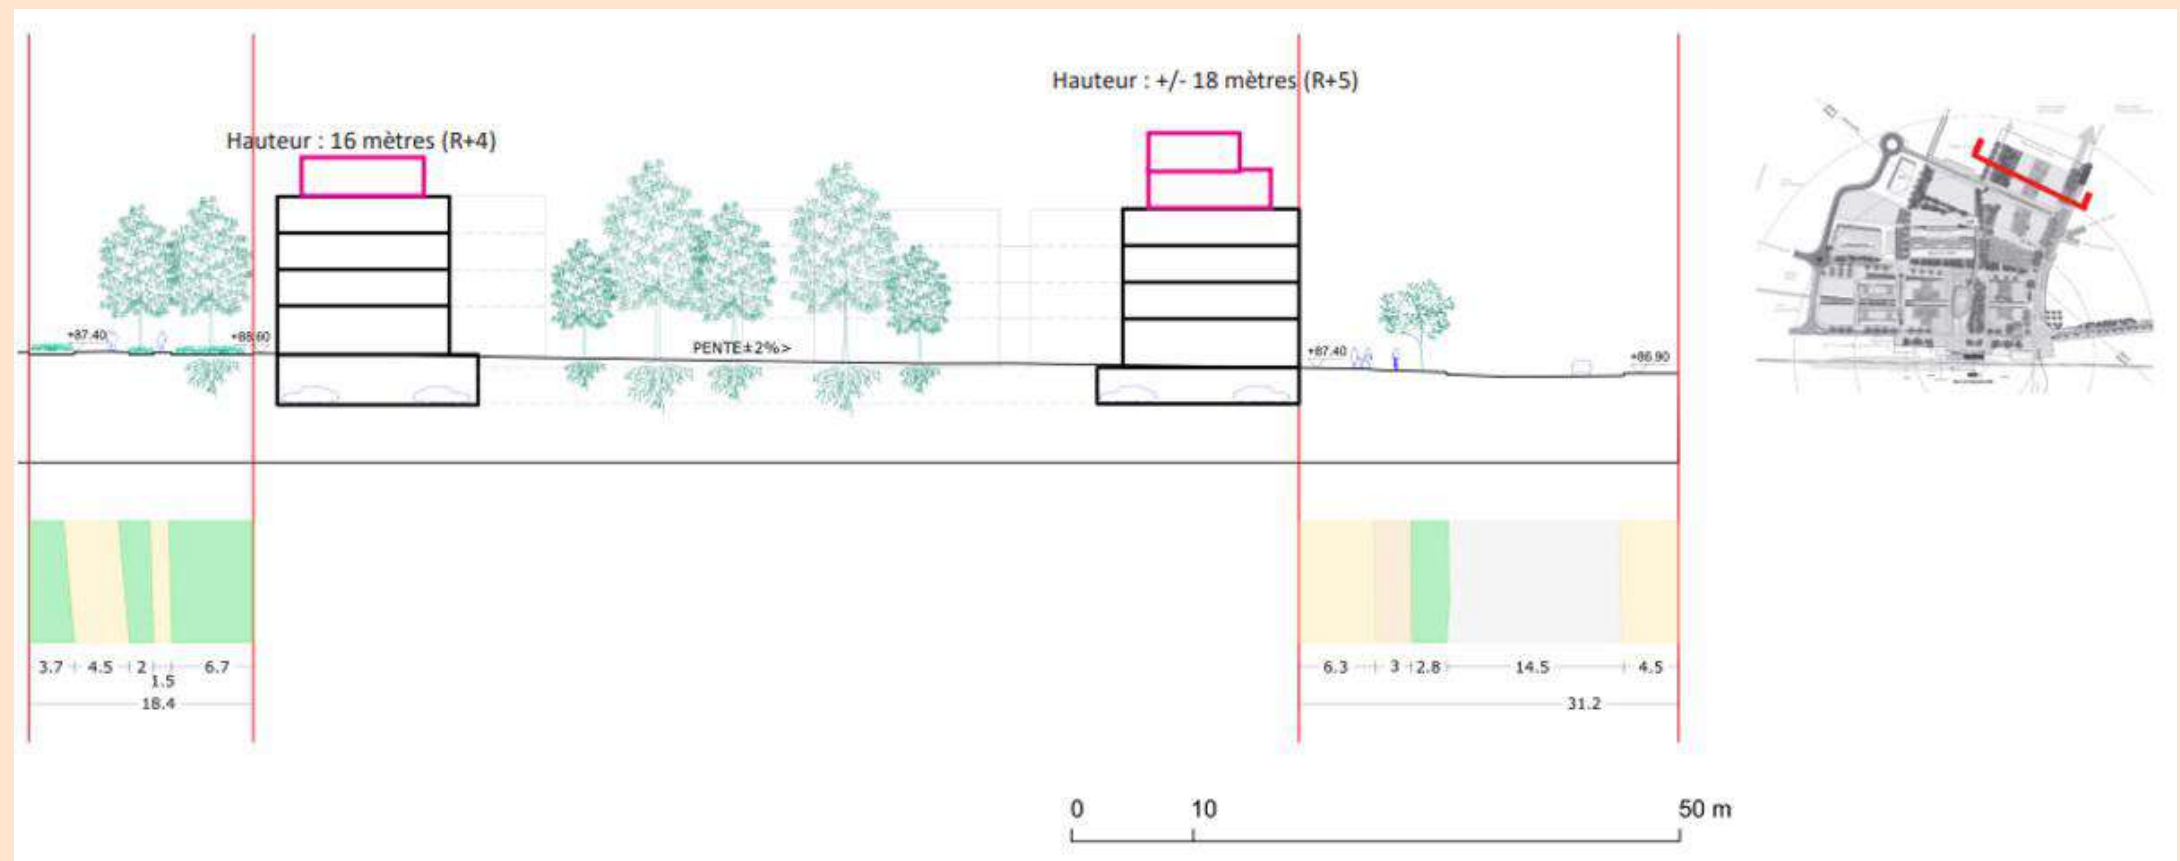 Hauteur : +/- 18 mètres (R+5)
Hauteur : 16 mètres (R+4)
+87.40
+88.60
PENTE±2%>
+87.40
+86.90
3.7 4.5 2 6.7
1.5
18.4
6.3 3 2.8 14.5 4.5
31.2
0 10 50 m